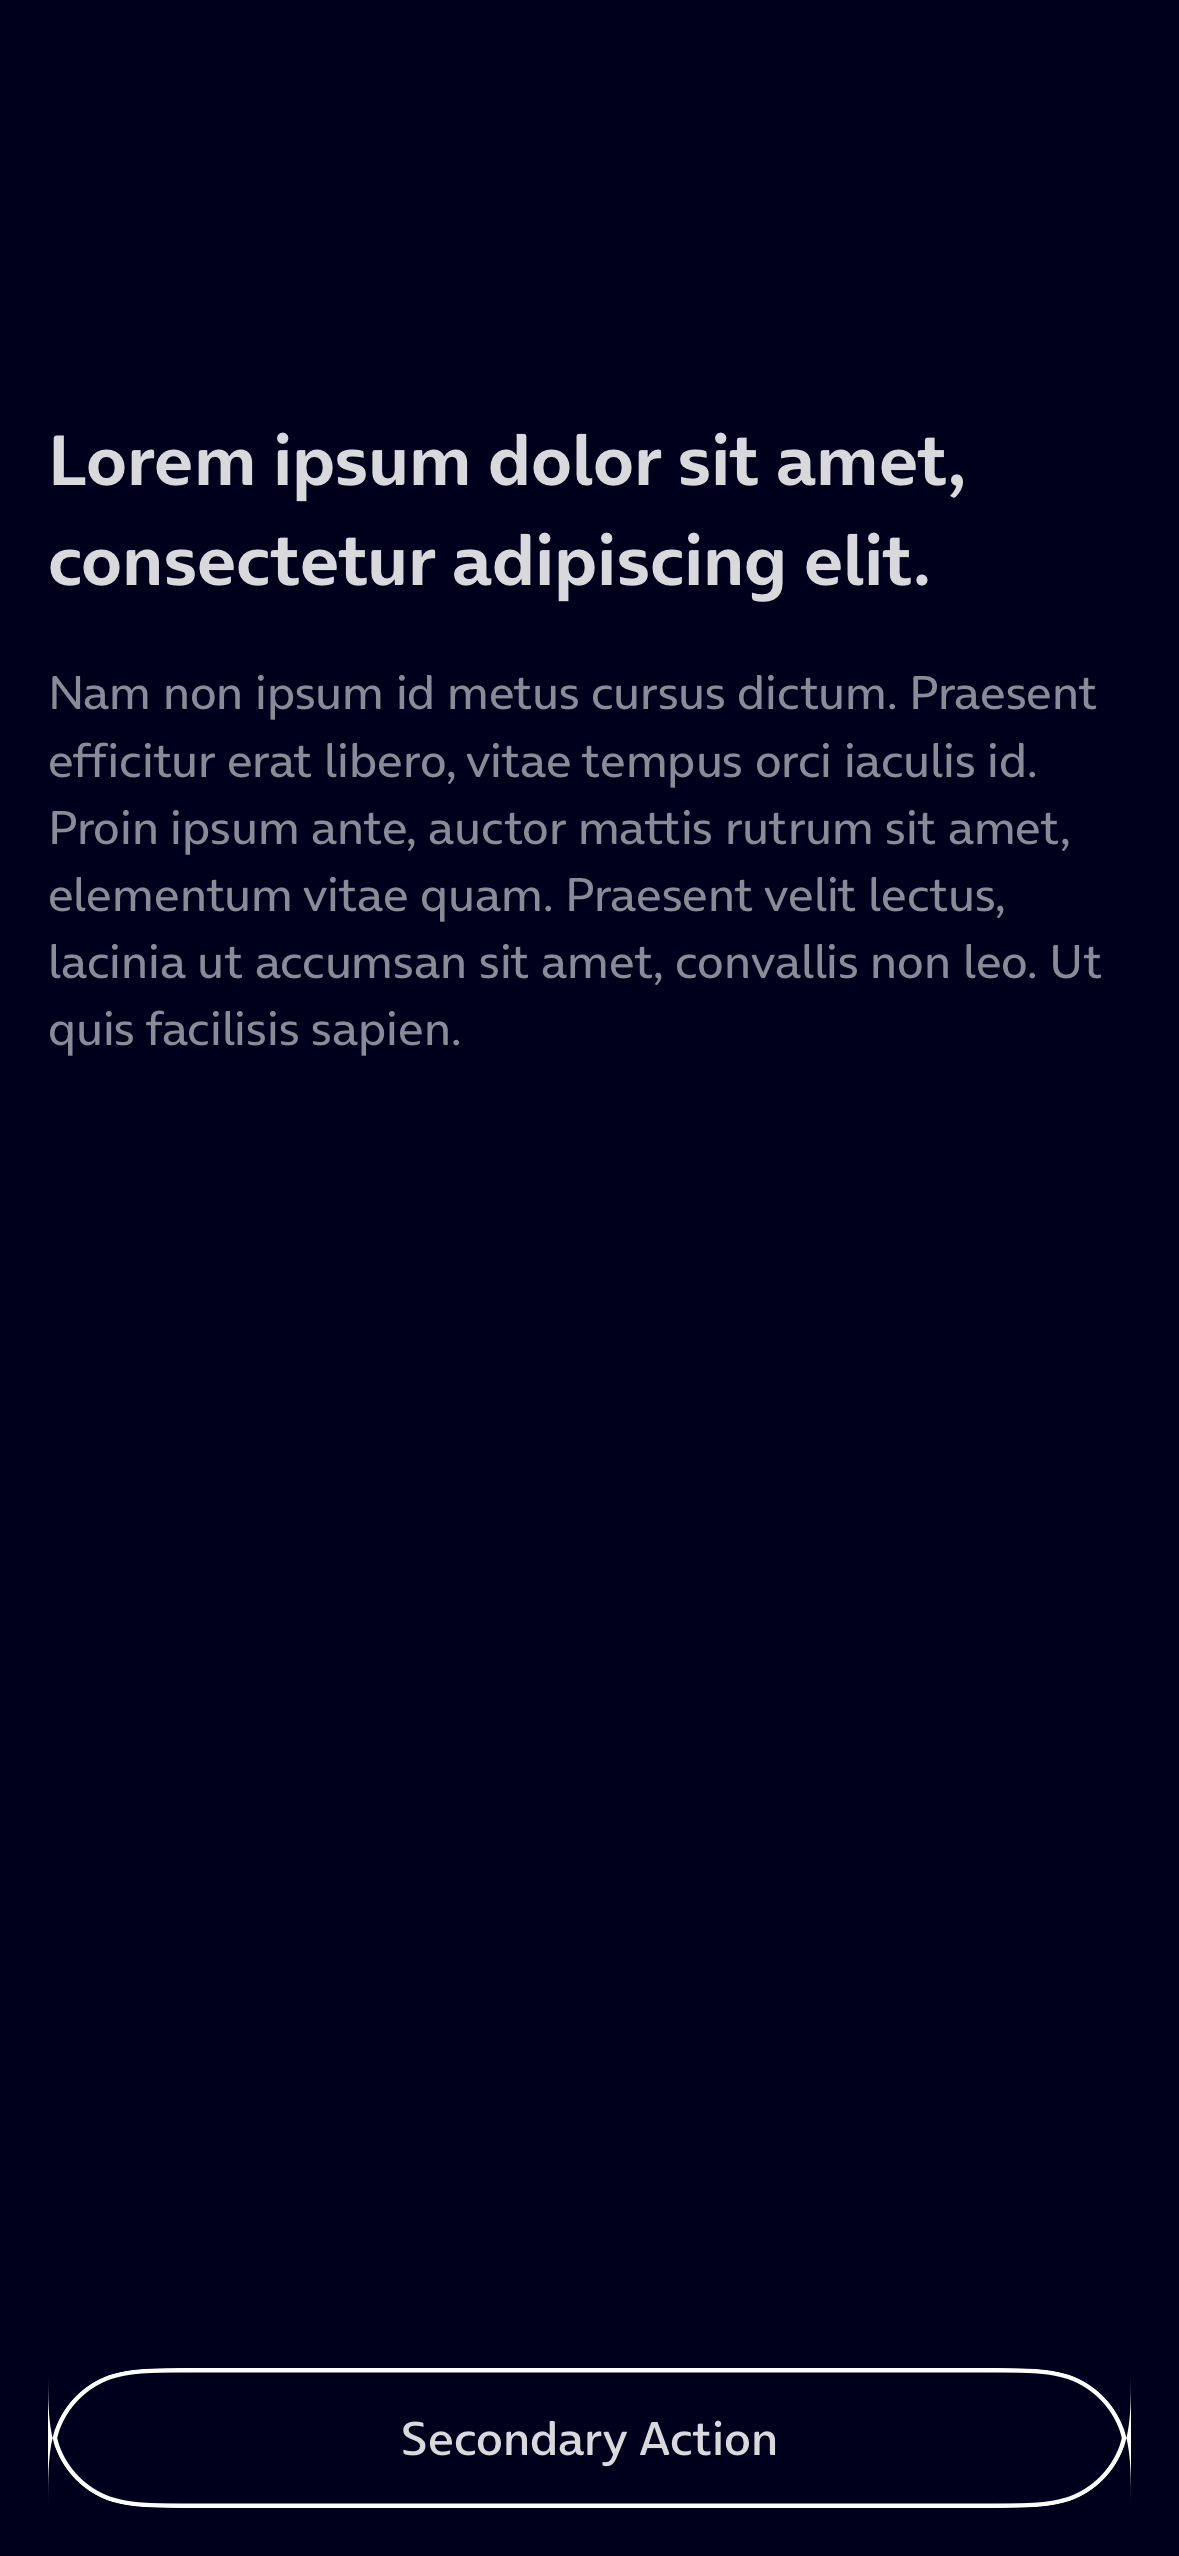 Lorem ipsum dolor sit amet,
consectetur adipiscing elit.
Nam non ipsum id metus cursus dictum. Praesent
efficitur erat libero, vitae tempus orci iaculis id.
Proin ipsum ante, auctor mattis rutrum sit amet,
elementum vitae quam. Praesent velit lectus,
lacinia ut accumsan sit amet, convallis non leo. Ut
quis facilisis sapien.
Secondary Action